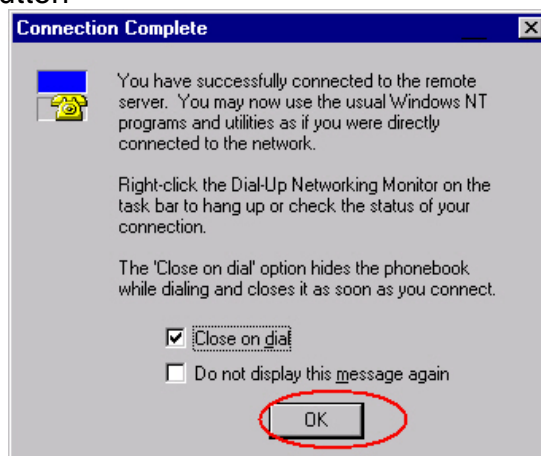 utton
Connection Complete
You have successfully connected to the remote
server. You may now use the usual Windows NT
programs and utilities as if you were directly
connected to the network.
Right-click the Dial-Up Networking Monitor on the
task bar to hang up or check the status of your
connection.
The 'Close on dial' option hides the phonebook
while dialing and closes it as soon as you connect.
Close on dial
Do not display this message again
OK